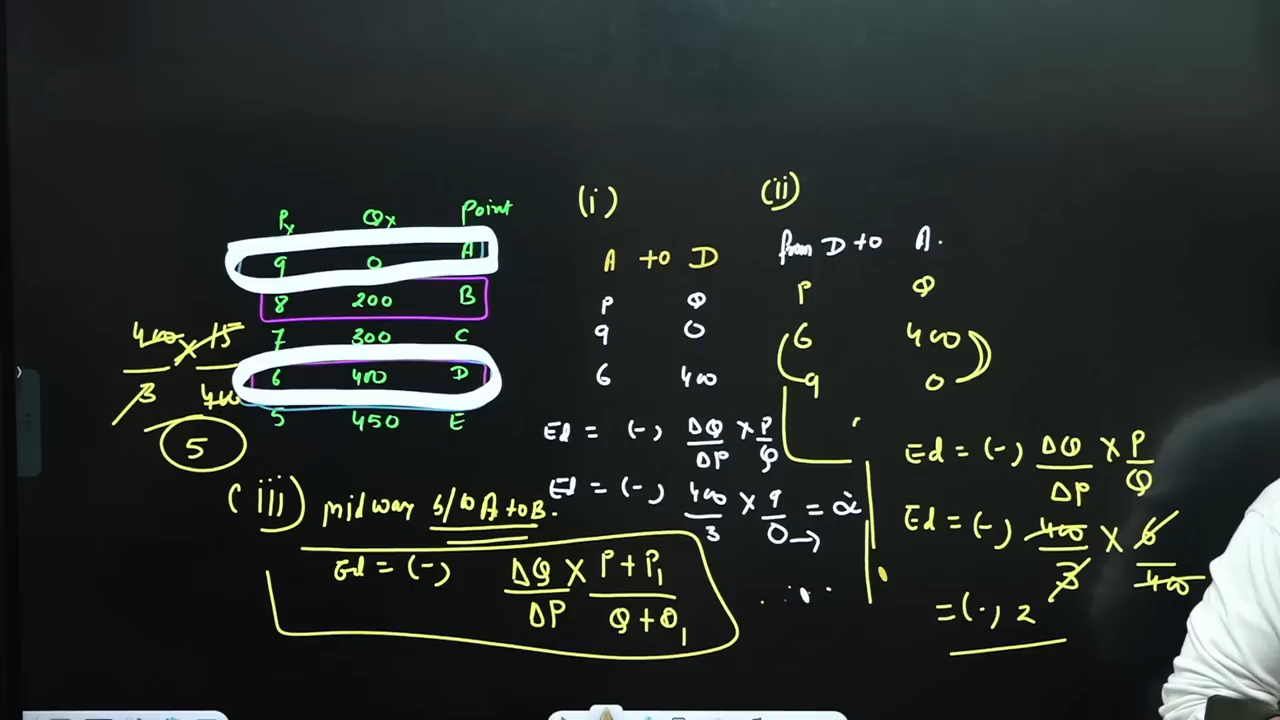 Px Qx Point
9 0 A
8 200 B
7 300 C
6 400 D
5 450 E
400/3 × 15/400
5
(i)
A to D
P Q
9 0
6 400
Ed = (-) ΔQ/ΔP × P/Q
Ed = (-) 400/3 × 9/0 = ∝
(ii)
from D to A.
P Q
6 400
9 0
Ed = (-) ΔQ/ΔP × P/Q
Ed = (-) 400/3 × 6/400
= (-) 2
(iii) midway b/w A to D.
Ed = (-) ΔQ/ΔP × P + P1/Q + Q1